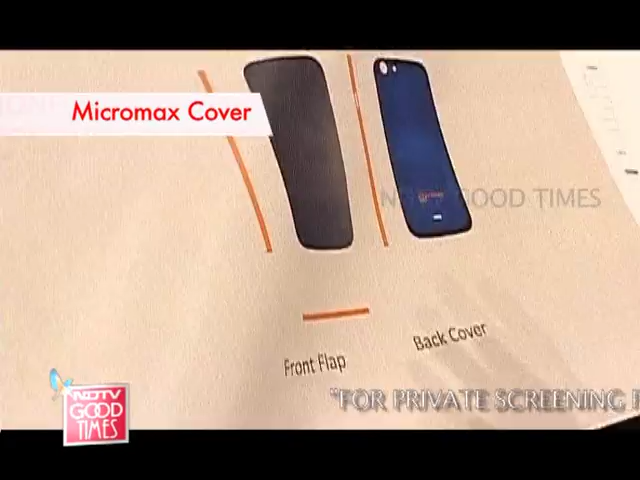 Micromax Cover
NDTV GOOD TIMES
Front Flap
Back Cover
"FOR PRIVATE SCREENING
NDTV
GOOD
TIMES